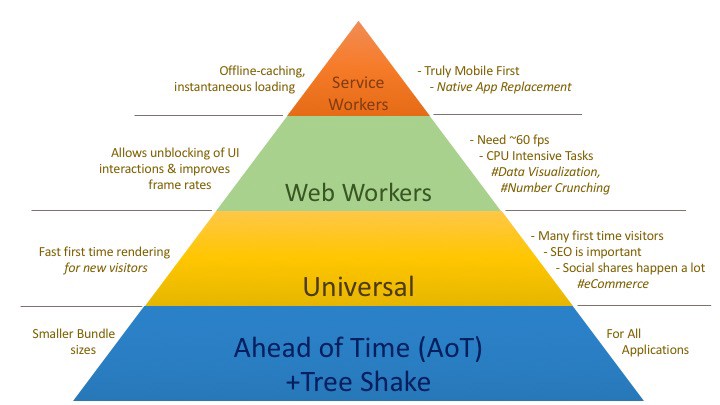 Offline-caching,
instantaneous loading
Service
Workers
- Truly Mobile First
- Native App Replacement
Allows unblocking of UI
interactions & improves
frame rates
Web Workers
- Need ~60 fps
- CPU Intensive Tasks
#Data Visualization,
#Number Crunching
Fast first time rendering
for new visitors
Universal
- Many first time visitors
- SEO is important
- Social shares happen a lot
#eCommerce
Smaller Bundle
sizes
Ahead of Time (AoT)
+Tree Shake
For All
Applications